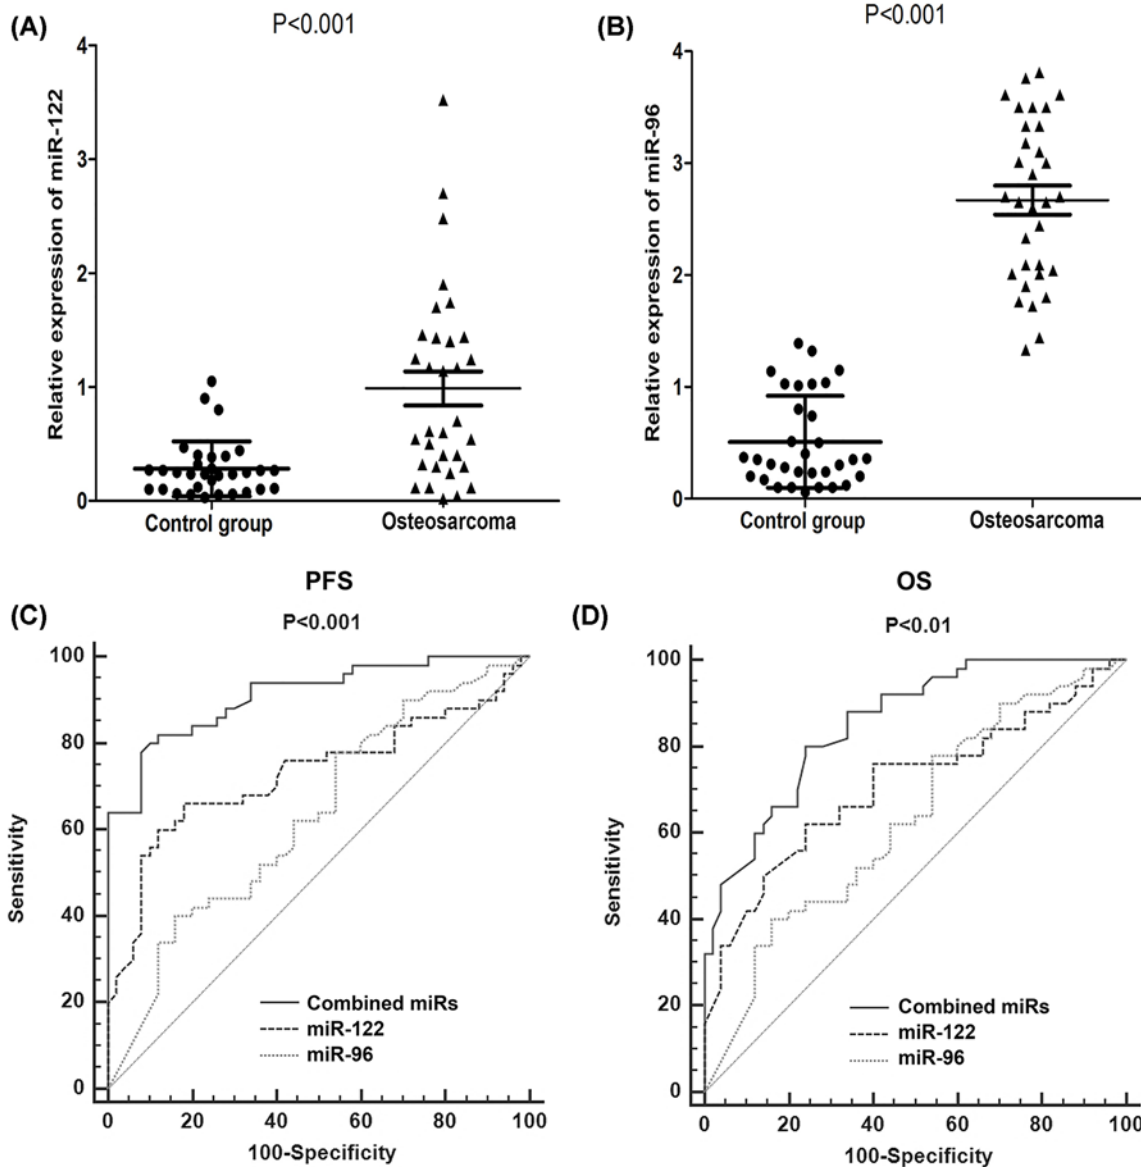 (A)
P<0.001
Relative expression of miR-122
4
3
2
1
0
Control group
Osteosarcoma
(B)
P<0.001
Relative expression of miR-96
4
3
2
1
0
Control group
Osteosarcoma
(C)
PFS
P<0.001
Sensitivity
100
80
60
40
20
0
Combined miRs
miR-122
miR-96
0 20 40 60 80 100
100-Specificity
(D)
OS
P<0.01
Sensitivity
100
80
60
40
20
0
Combined miRs
miR-122
miR-96
0 20 40 60 80 100
100-Specificity